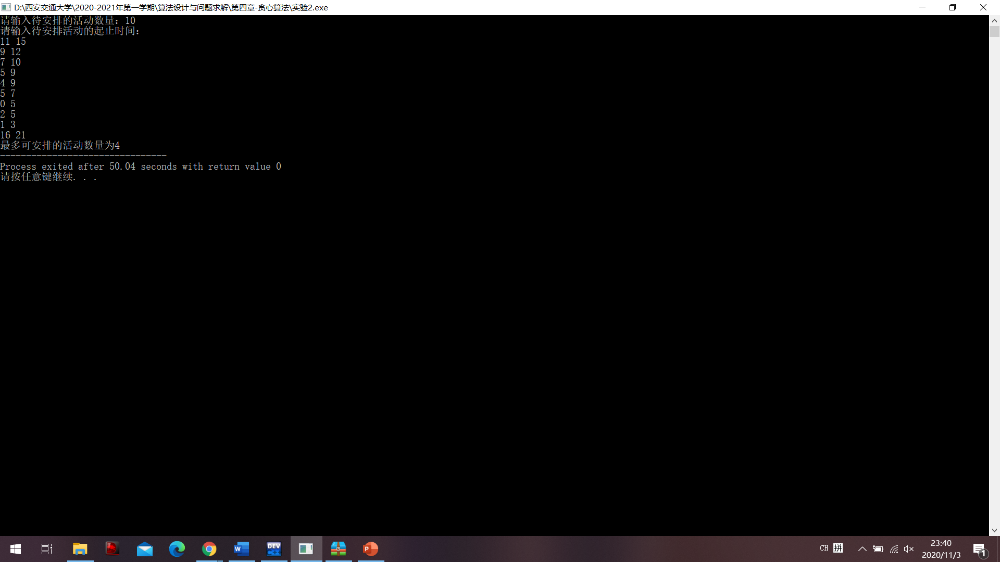 D:\西安交通大学\2020-2021年第一学期\算法设计与问题求解\第四章-贪心算法\实验2.exe
请输入待安排的活动数量：10
请输入待安排活动的起止时间：
11 15
9 12
7 10
5 9
4 9
5 7
0 5
2 5
1 3
16 21
最多可安排的活动数量为4
--------------------------------
Process exited after 50.04 seconds with return value 0
请按任意键继续. . .
W
DEV
C++
P
CH 拼
23:40
2020/11/3
1